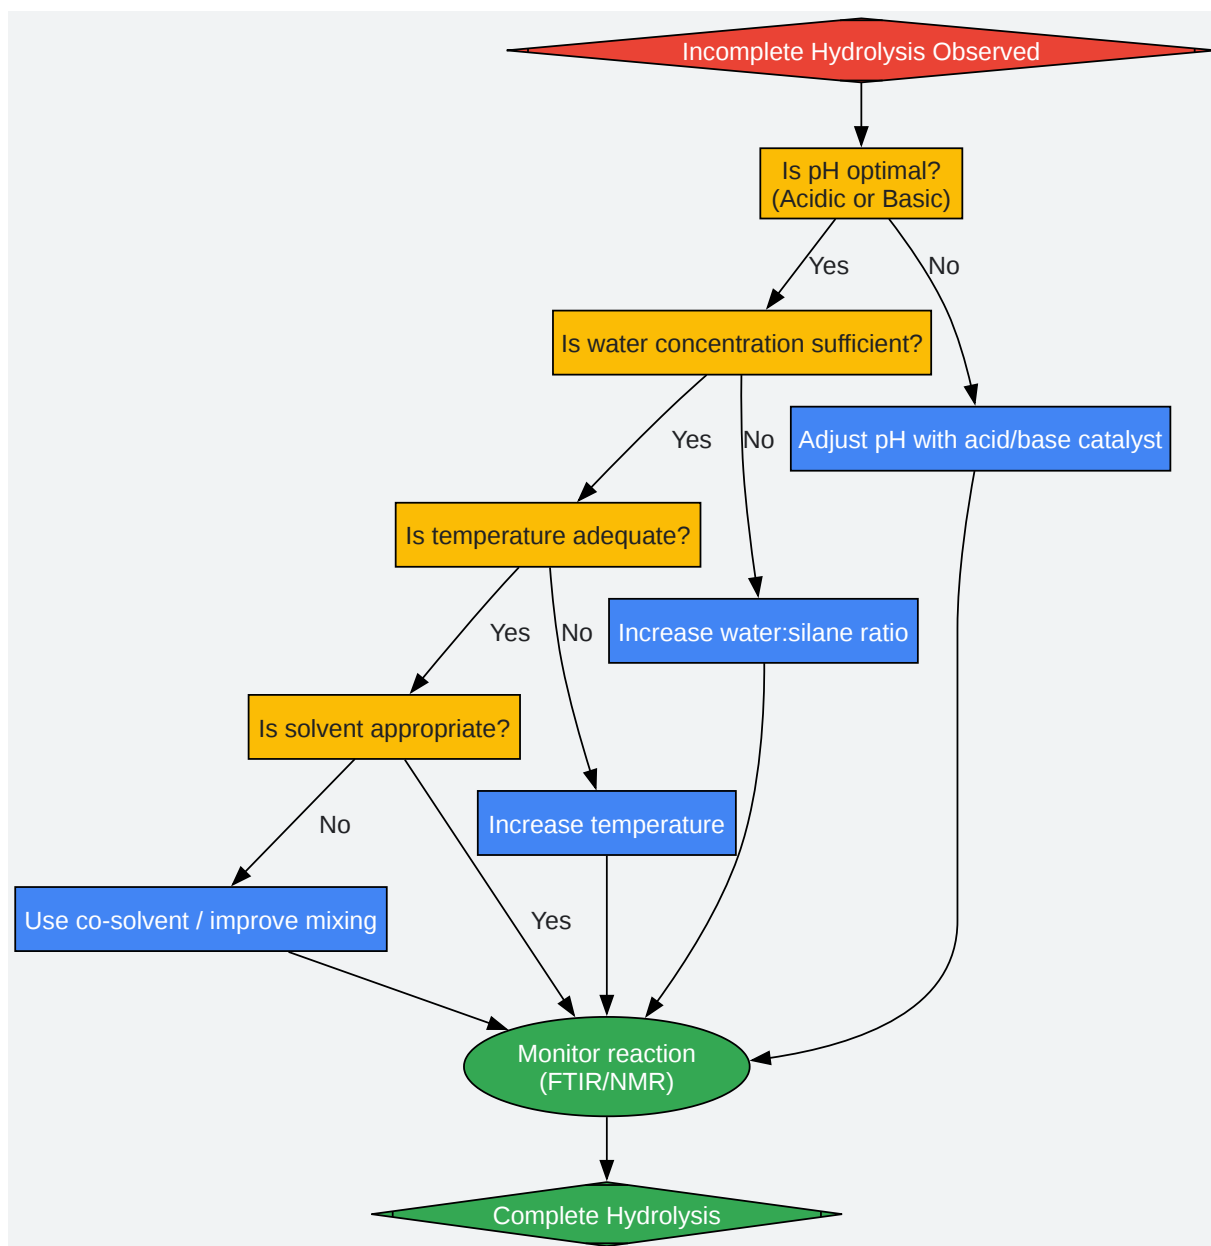 Incomplete Hydrolysis Observed
Is pH optimal?
(Acidic or Basic)
Yes
No
Is water concentration sufficient?
Yes
No
Adjust pH with acid/base catalyst
Is temperature adequate?
Yes
No
Increase water:silane ratio
Is solvent appropriate?
No
Increase temperature
Use co-solvent / improve mixing
Yes
Monitor reaction
(FTIR/NMR)
Complete Hydrolysis